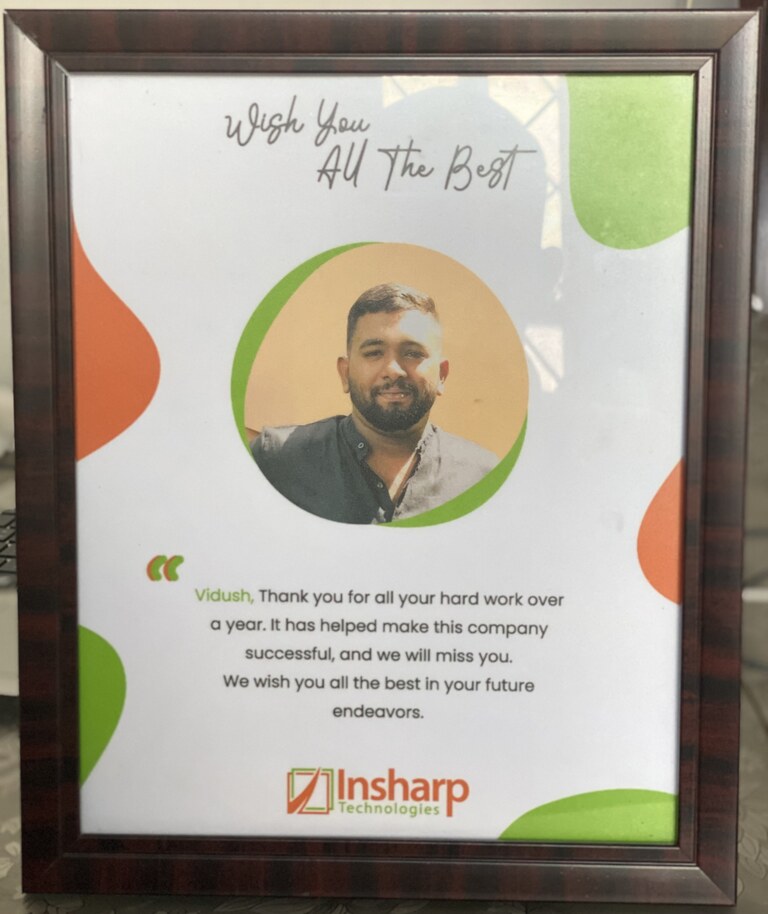 Wish You
All The Best
Vidush, Thank you for all your hard work over
a year. It has helped make this company
successful, and we will miss you.
We wish you all the best in your future
endeavors.
Insharp
Technologies